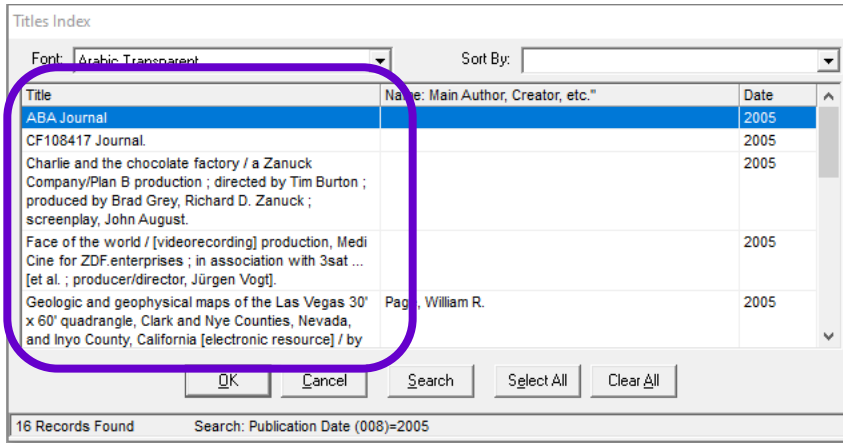 Titles Index
Font: Arabic Transparent Sort By:
Title Name: Main Author, Creator, etc." Date
ABA Journal 2005
CF108417 Journal. 2005
Charlie and the chocolate factory / a Zanuck 2005
Company/Plan B production ; directed by Tim Burton ;
produced by Brad Grey, Richard D. Zanuck ;
screenplay, John August.
Face of the world / [videorecording] production, Medi 2005
Cine for ZDF.enterprises ; in association with 3sat ...
[et al. ; producer/director, Jürgen Vogt].
Geologic and geophysical maps of the Las Vegas 30' Page, William R. 2005
x 60' quadrangle, Clark and Nye Counties, Nevada,
and Inyo County, California [electronic resource] / by
OK Cancel Search Select All Clear All
16 Records Found Search: Publication Date (008)=2005